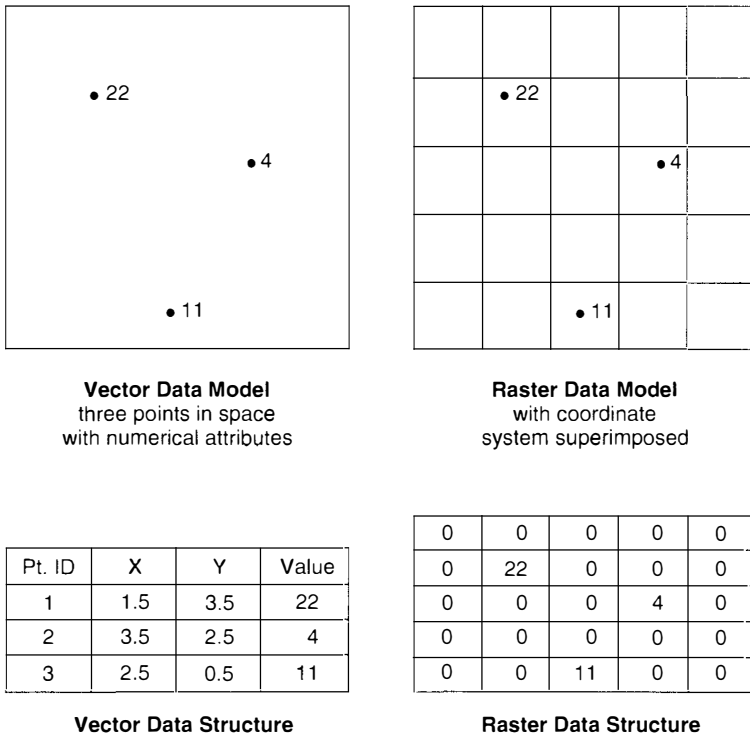 22
4
11
22
4
11
Vector Data Model
three points in space
with numerical attributes
Raster Data Model
with coordinate
system superimposed
Pt. ID X Y Value
1 1.5 3.5 22
2 3.5 2.5 4
3 2.5 0.5 11
Vector Data Structure
0 0 0 0 0
0 22 0 0 0
0 0 0 4 0
0 0 0 0 0
0 0 11 0 0
Raster Data Structure